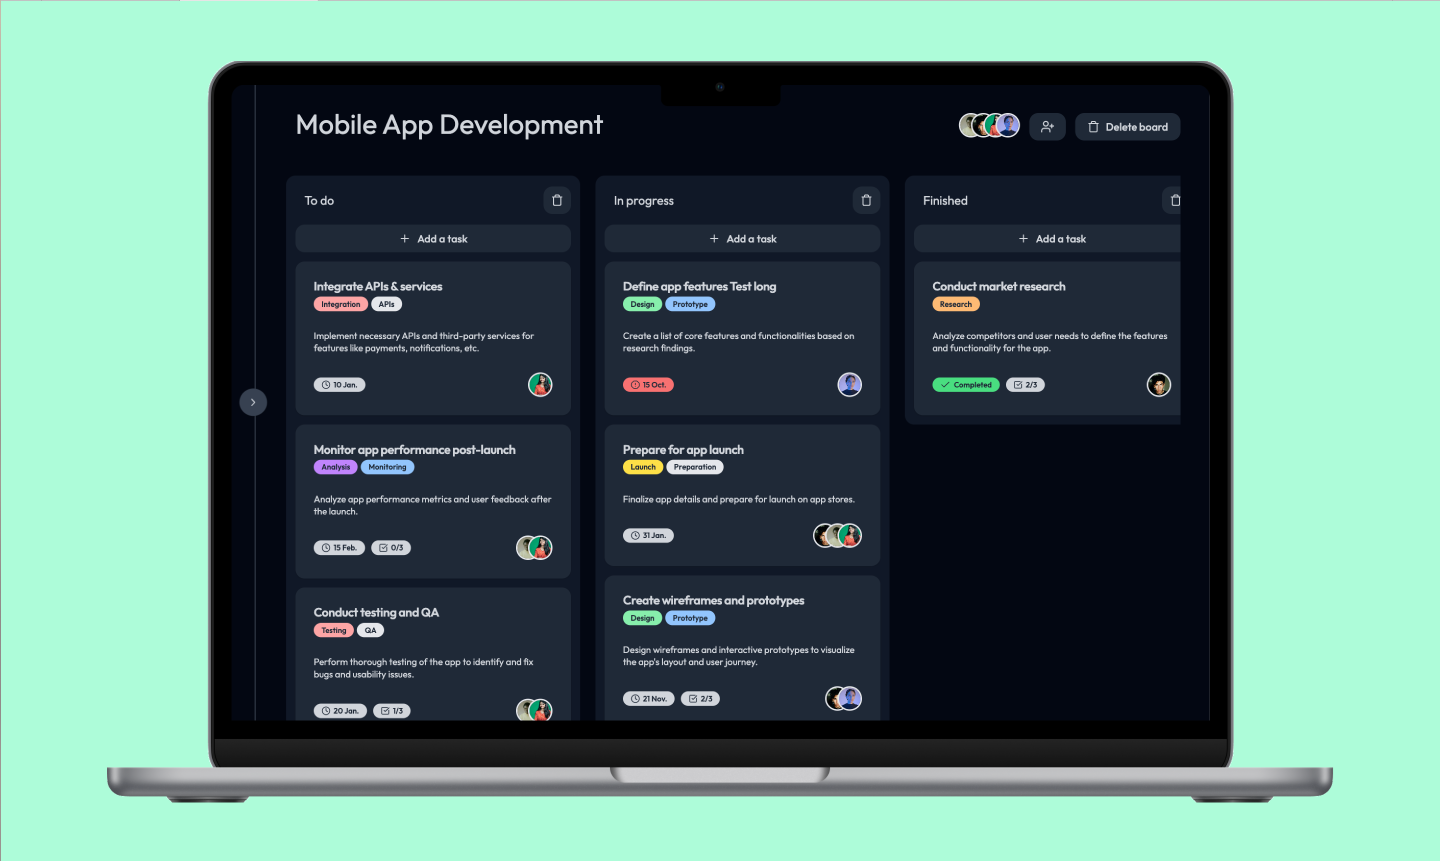 Mobile App Development
Delete board
To do
Add a task
Integrate APIs & services
Integration APIs
Implement necessary APIs and third-party services for
features like payments, notifications, etc.
10 Jan.
Monitor app performance post-launch
Analysis Monitoring
Analyze app performance metrics and user feedback after
the launch.
15 Feb. 0/3
Conduct testing and QA
Testing QA
Perform thorough testing of the app to identify and fix
bugs and usability issues.
20 Jan. 1/3
In progress
Add a task
Define app features Test long
Design Prototype
Create a list of core features and functionalities based on
research findings.
15 Oct.
Prepare for app launch
Launch Preparation
Finalize app details and prepare for launch on app stores.
31 Jan.
Create wireframes and prototypes
Design Prototype
Design wireframes and interactive prototypes to visualize
the app's layout and user journey.
21 Nov. 2/3
Finished
Add a task
Conduct market research
Research
Analyze competitors and user needs to define the features
and functionality for the app.
Completed 2/3